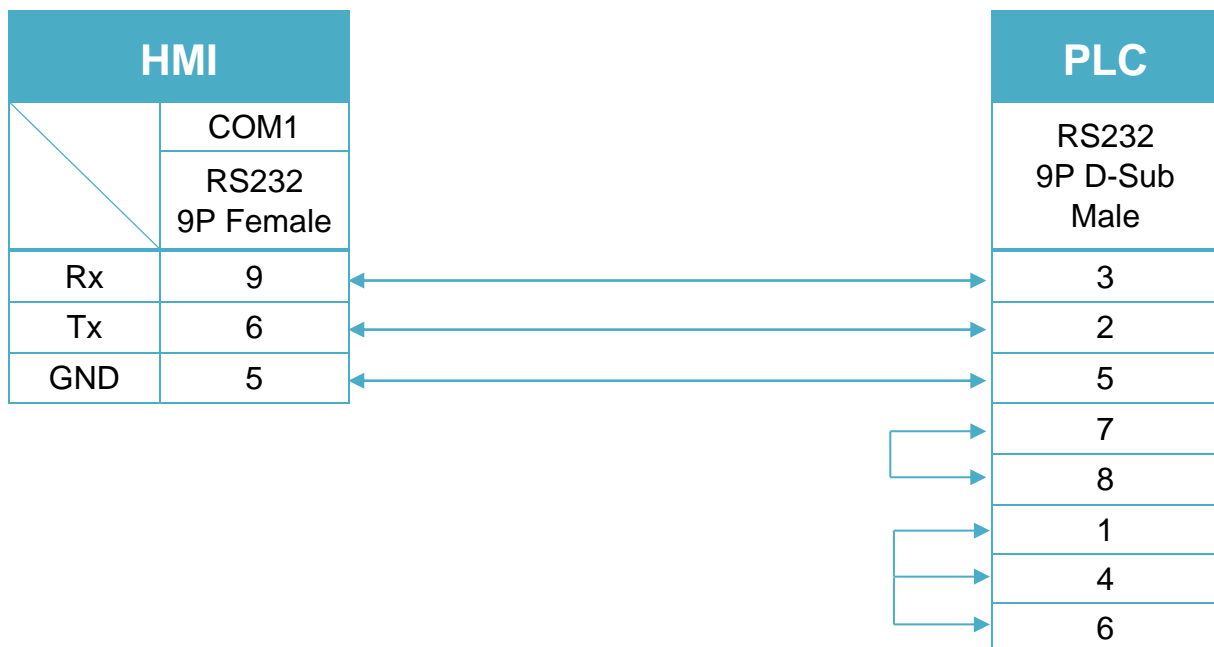 HMI
PLC
COM1
RS232
9P Female
RS232
9P D-Sub
Male
Rx 9 3
Tx 6 2
GND 5 5
7
8
1
4
6